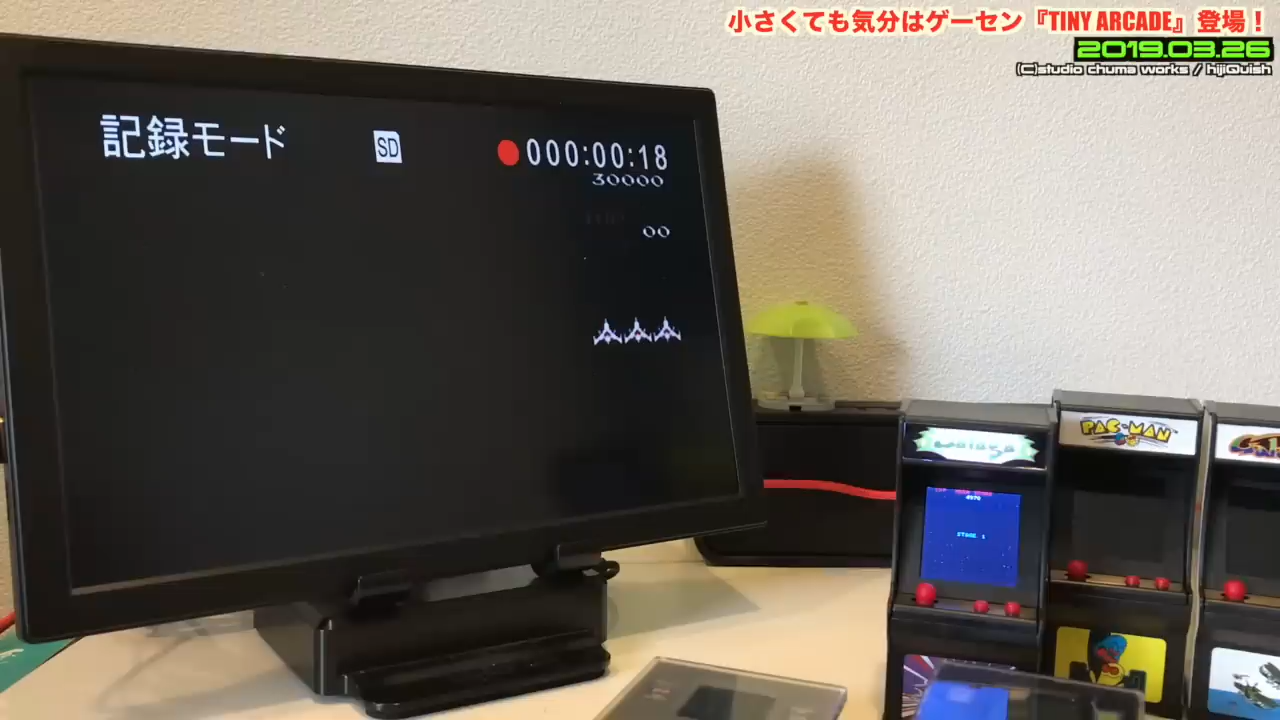 小さくても気分はゲーセン『TINY ARCADE』登場！
2019.03.26
(C)studio chuma works / hijiQuish
記録モード
SD
000:00:18
30000
00
Galaga
PAC-MAN
STAGE 1